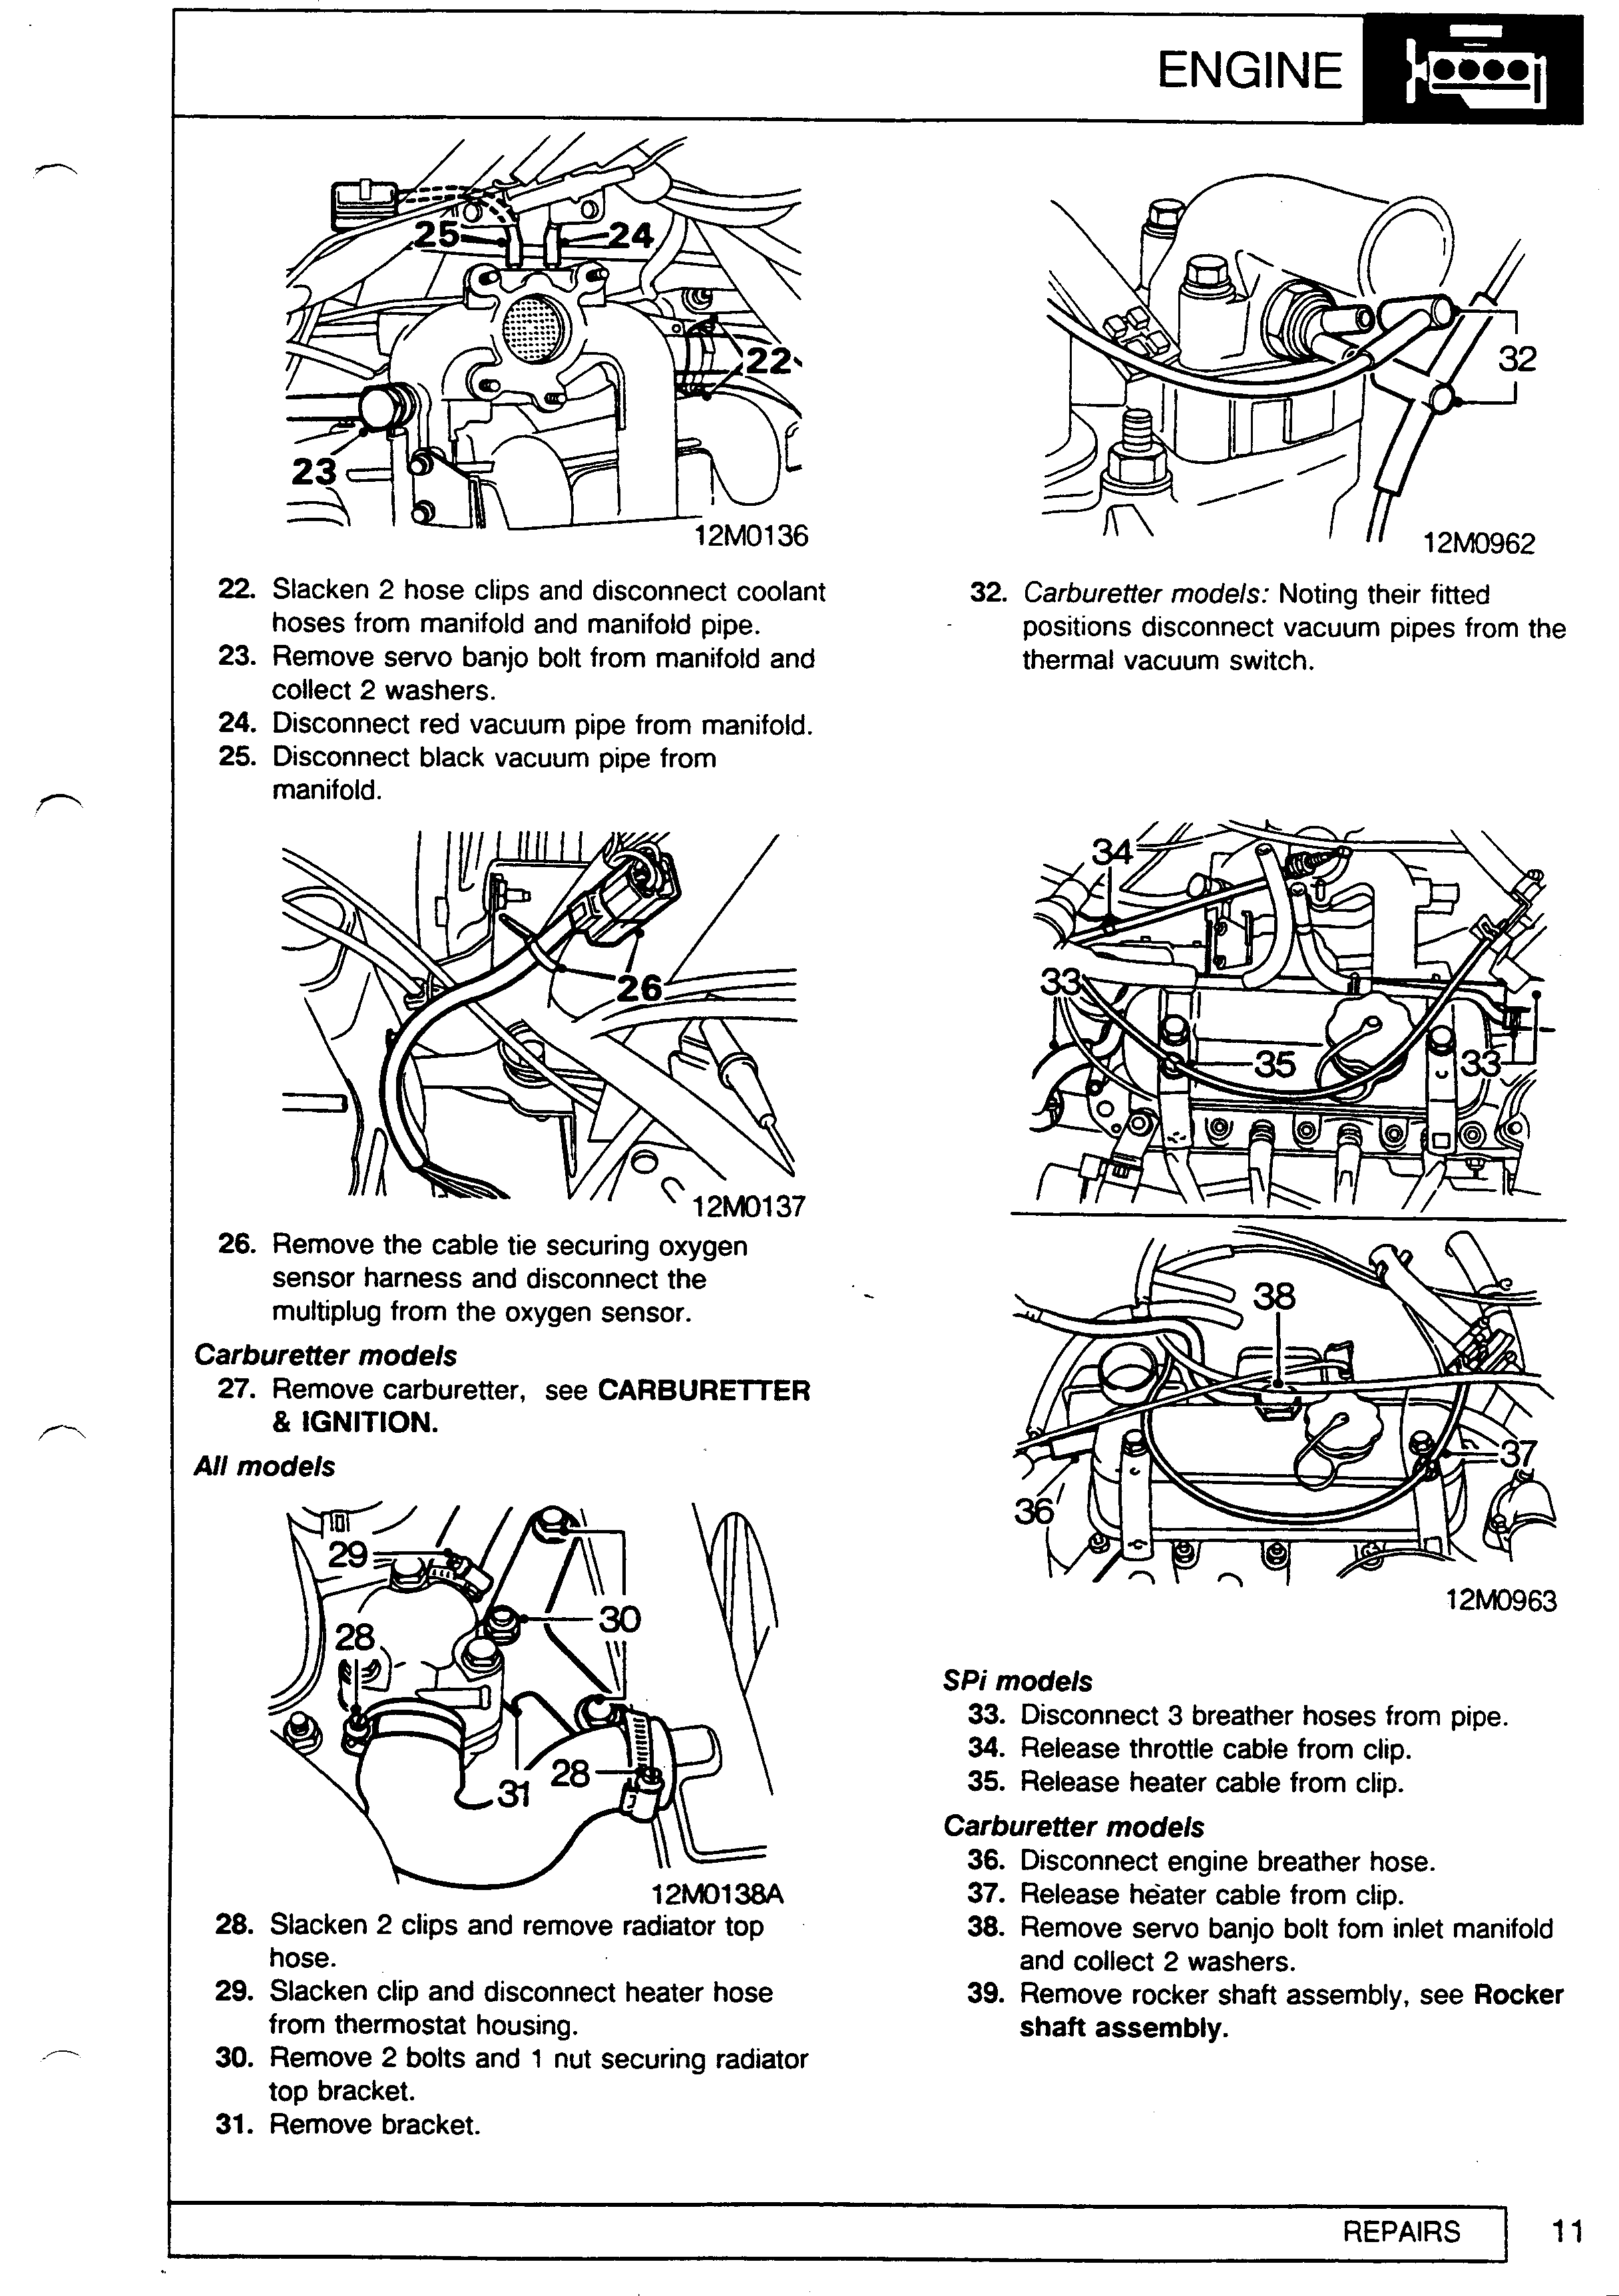 ENGINE
25
24
22
23
12M0136
22. Slacken 2 hose clips and disconnect coolant
hoses from manifold and manifold pipe.
23. Remove servo banjo bolt from manifold and
collect 2 washers.
24. Disconnect red vacuum pipe from manifold.
25. Disconnect black vacuum pipe from
manifold.
26
12M0137
26. Remove the cable tie securing oxygen
sensor harness and disconnect the
multiplug from the oxygen sensor.
Carburetter models
27. Remove carburetter, see CARBURETTER
& IGNITION.
All models
29
30
28
31
28
12M0138A
28. Slacken 2 clips and remove radiator top
hose.
29. Slacken clip and disconnect heater hose
from thermostat housing.
30. Remove 2 bolts and 1 nut securing radiator
top bracket.
31. Remove bracket.
32
12M0962
32. Carburetter models: Noting their fitted
positions disconnect vacuum pipes from the
thermal vacuum switch.
34
33
35
33
38
37
36
12M0963
SPi models
33. Disconnect 3 breather hoses from pipe.
34. Release throttle cable from clip.
35. Release heater cable from clip.
Carburetter models
36. Disconnect engine breather hose.
37. Release heater cable from clip.
38. Remove servo banjo bolt fom inlet manifold
and collect 2 washers.
39. Remove rocker shaft assembly, see Rocker
shaft assembly.
REPAIRS
11